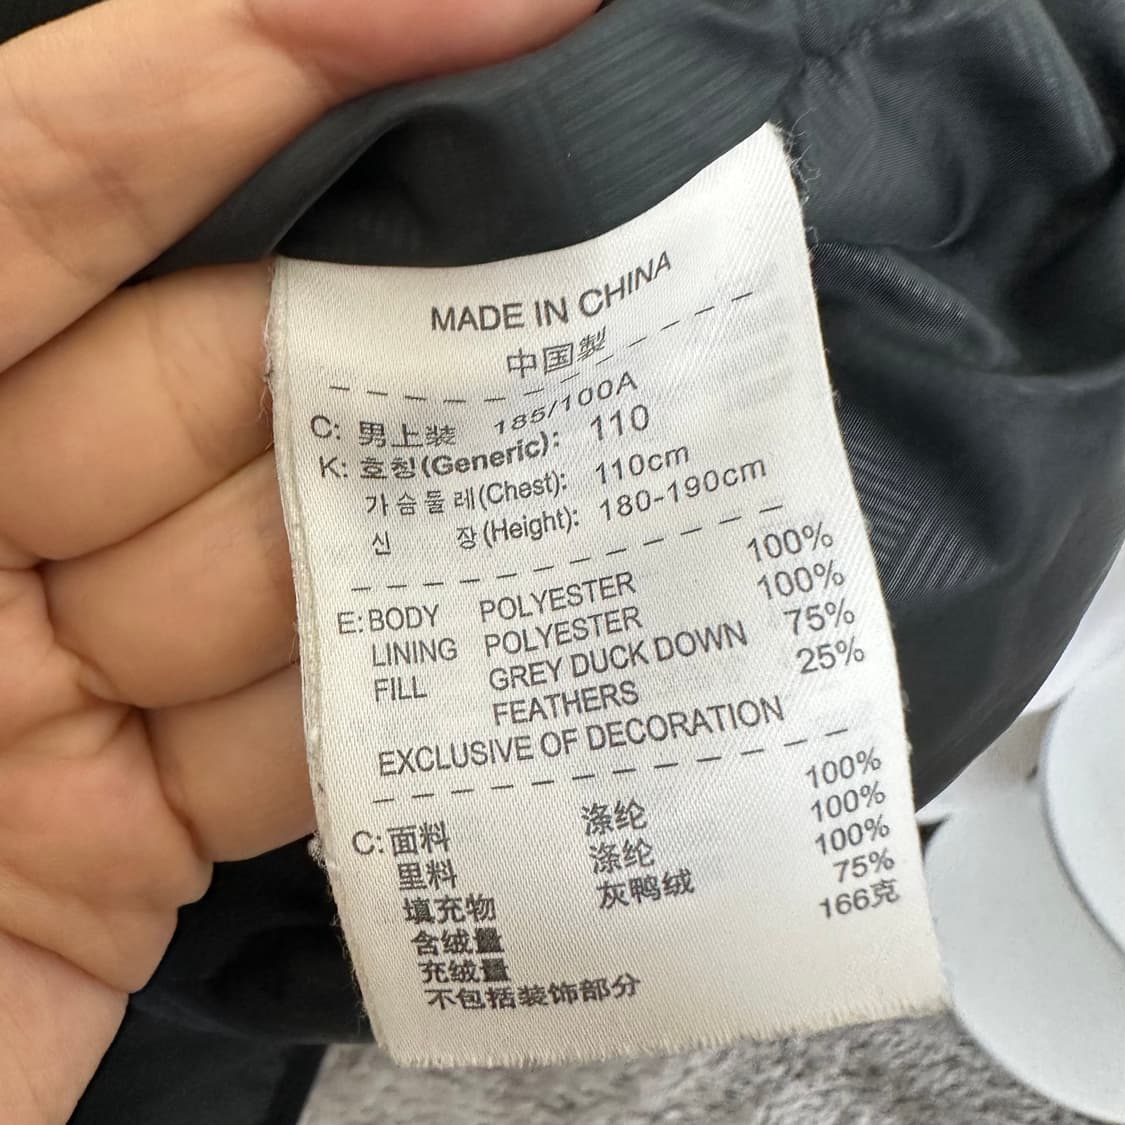 MADE IN CHINA
中国製
C: 男上装 185/100A
K: 호칭(Generic): 110
가슴둘레(Chest): 110cm
신 장(Height): 180-190cm
E: BODY POLYESTER 100%
LINING POLYESTER 100%
FILL GREY DUCK DOWN 75%
FEATHERS 25%
EXCLUSIVE OF DECORATION
C: 面料 涤纶 100%
里料 涤纶 100%
填充物 灰鸭绒 100%
含绒量 75%
充绒量 166克
不包括装饰部分